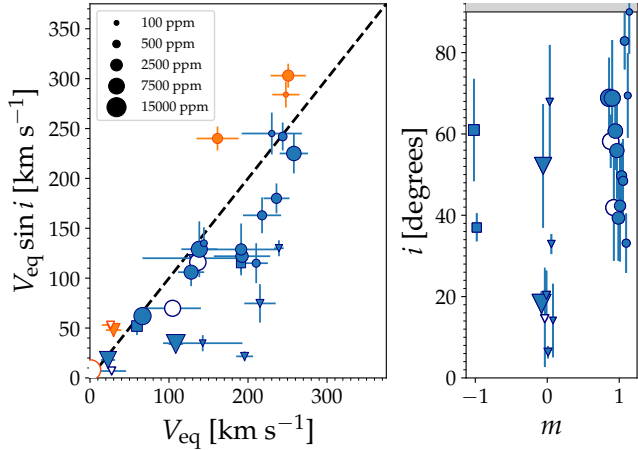 100 ppm
500 ppm
2500 ppm
7500 ppm
15000 ppm
350
300
250
200
150
100
50
0
V_eq sin i [km s⁻¹]
0 100 200 300
V_eq [km s⁻¹]
80
60
40
20
0
i [degrees]
−1 0 1
m